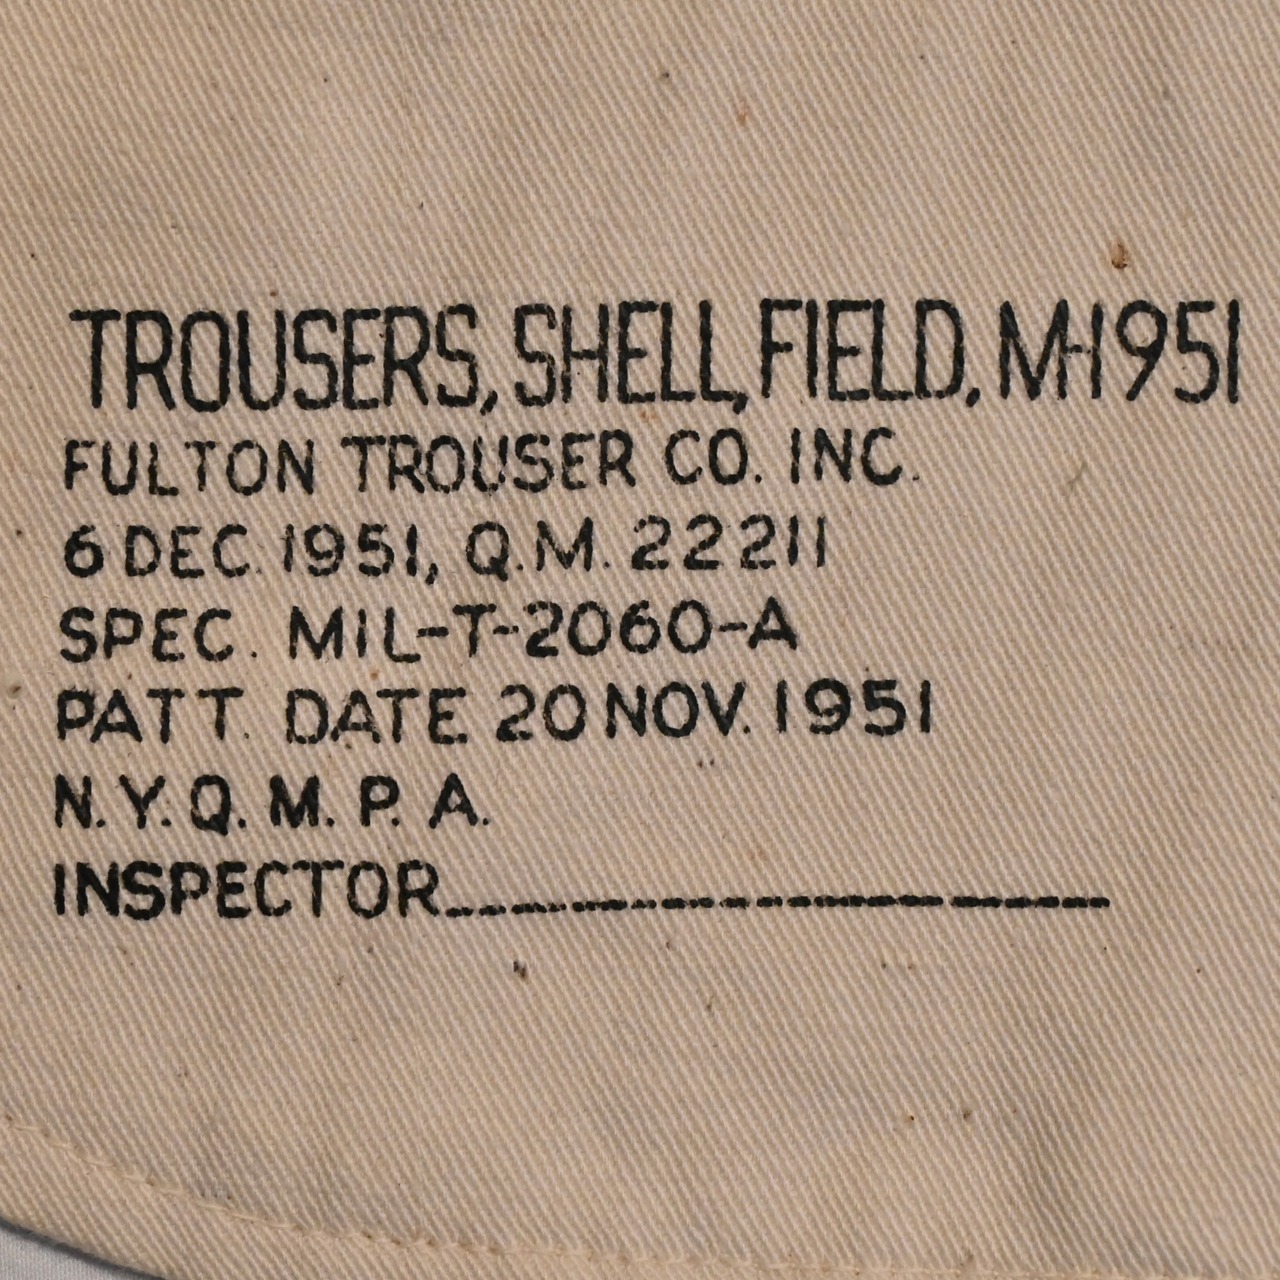 TROUSERS, SHELL, FIELD, M-1951
FULTON TROUSER CO. INC.
6 DEC. 1951, Q.M. 22211
SPEC. MIL-T-2060-A
PATT. DATE 20 NOV. 1951
N.Y.Q.M.P.A.
INSPECTOR____________________